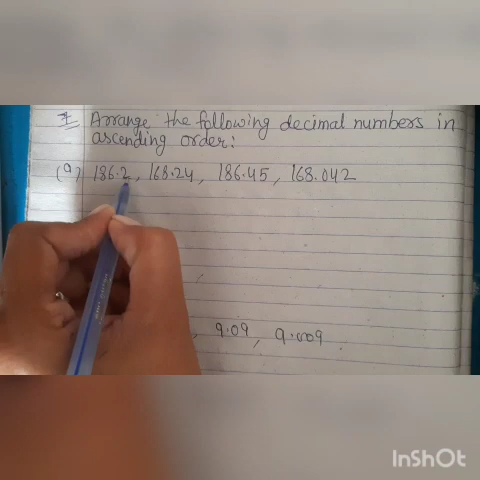 7 Arrange the following decimal numbers in
ascending order:
(a) 186.2, 168.24, 186.45, 168.042
, 9.09, 9.009
InShOt